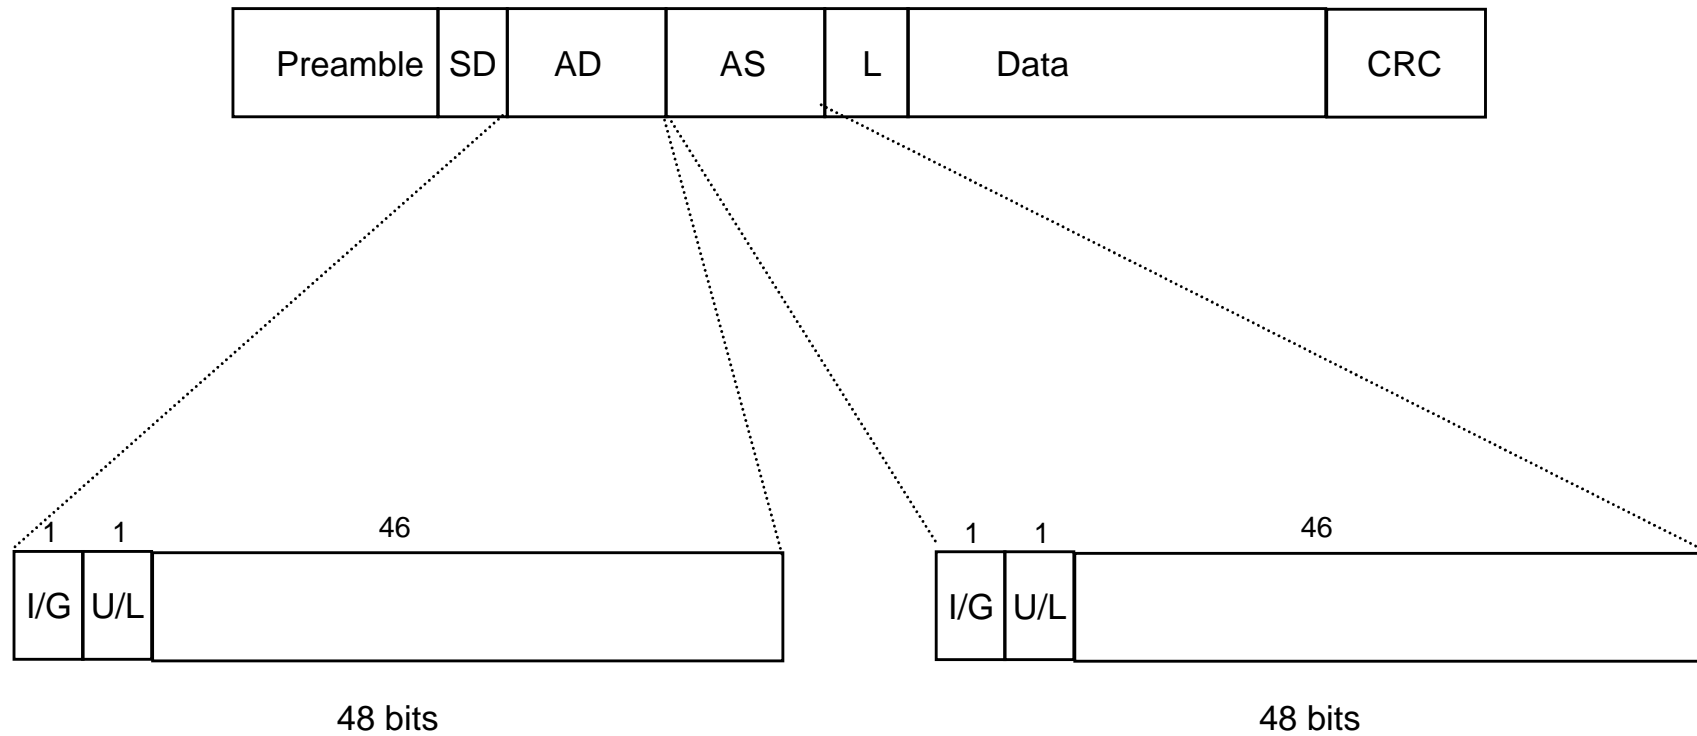 Preamble SD AD AS L Data CRC
1 1 46 1 1 46
I/G U/L I/G U/L
48 bits 48 bits